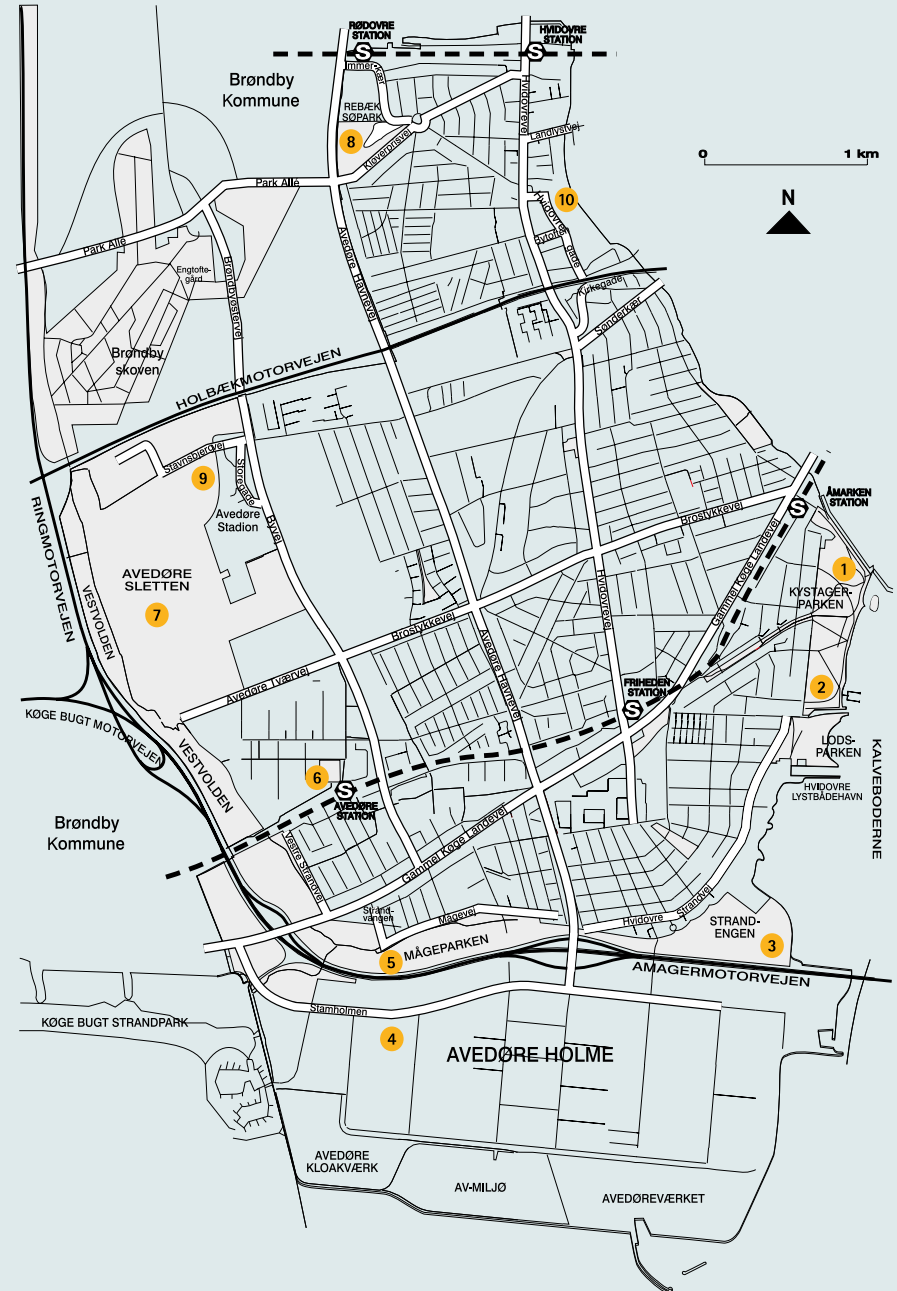 RØDOVRE
STATION
HVIDOVRE
STATION
S
S
Brøndby
Kommune
Immerkær
REBÆK
SØPARK
8
Kløverprisvej
Hvidovrevej
Landlystvej
0 1 km
N
Park Allé
Park Allé
10
Hvidovregade
Bytoften
Kirkegade
Sønderkær
Engtofte-
gård
Brøndbyøstervej
Avedøre Havnevej
Brøndby
skoven
HOLBÆKMOTORVEJEN
Stavnsbjergvej
9
Storegade
Avedøre
Stadion
Byvej
RINGMOTORVEJEN
VESTVOLDEN
AVEDØRE
SLETTEN
7
Brostykkevej
ÅMARKEN
STATION
S
1
KYSTAGER-
PARKEN
Gammel Køge Landevej
Hvidovrevej
Brostykkevej
Avedøre Tværvej
Avedøre Havnevej
FRIHEDEN
STATION
S
2
LODS-
PARKEN
KALVEBODERNE
HVIDOVRE
LYSTBÅDEHAVN
KØGE BUGT MOTORVEJEN
VESTVOLDEN
6
S
AVEDØRE
STATION
Brøndby
Kommune
Vestre Strandvej
Gammel Køge Landevej
Strand-
vangen
Mågevej
Hvidovre Strandvej
STRAND-
ENGEN
3
5
MÅGEPARKEN
AMAGERMOTORVEJEN
Stamholmen
KØGE BUGT STRANDPARK
4
AVEDØRE HOLME
AVEDØRE
KLOAKVÆRK
AV-MILJØ
AVEDØREVÆRKET